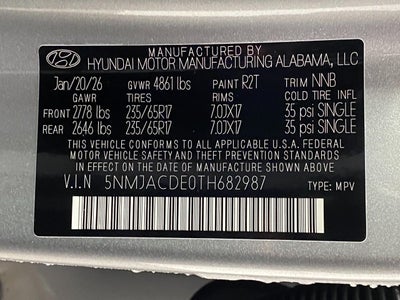 MANUFACTURED BY
HYUNDAI MOTOR MANUFACTURING ALABAMA, LLC
Jan/20/26 GVWR 4861 lbs PAINT R2T TRIM NNB
GAWR TIRES RIMS COLD TIRE INFL
FRONT 2778 lbs 235/65R17 7.0JX17 35 psi SINGLE
REAR 2646 lbs 235/65R17 7.0JX17 35 psi SINGLE
THIS VEHICLE CONFORMS TO ALL APPLICABLE U.S.A. FEDERAL
MOTOR VEHICLE SAFETY, BUMPER, AND THEFT PREVENTION
STANDARDS IN EFFECT ON THE DATE OF MANUFACTURE SHOWN ABOVE.
V.I.N 5NMJACDE0TH682987 TYPE: MPV